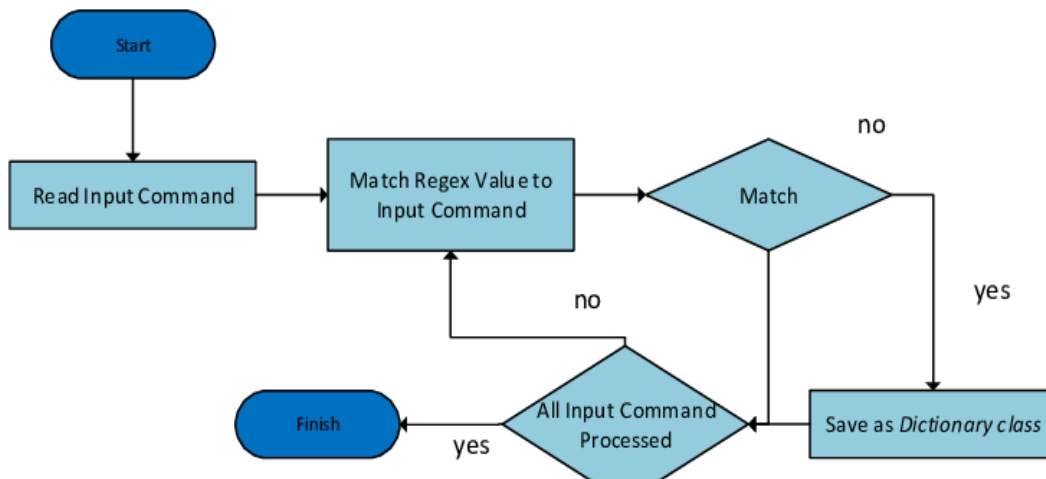 Start
no
Read Input Command
Match Regex Value to
Input Command
Match
no
yes
All Input Command
Processed
Finish
yes
Save as Dictionary class